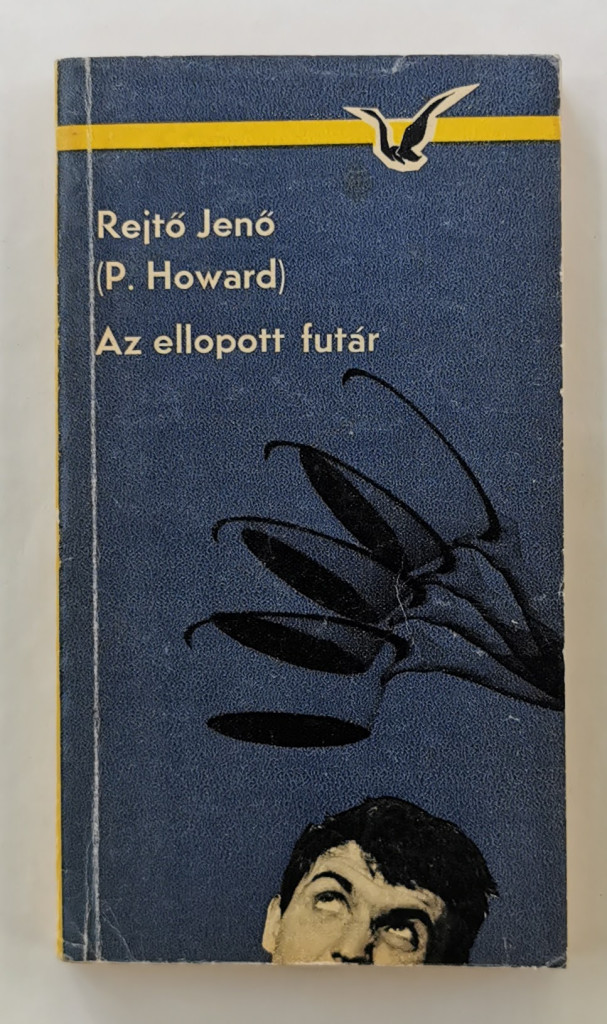 Rejtő Jenő
(P. Howard)
Az ellopott futár